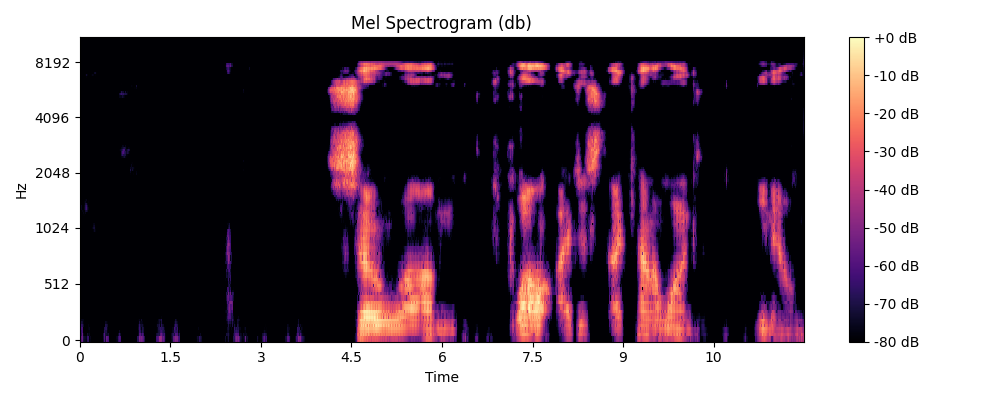 Mel Spectrogram (db)
Hz
8192
4096
2048
1024
512
0
0 1.5 3 4.5 6 7.5 9 10
Time
+0 dB
-10 dB
-20 dB
-30 dB
-40 dB
-50 dB
-60 dB
-70 dB
-80 dB